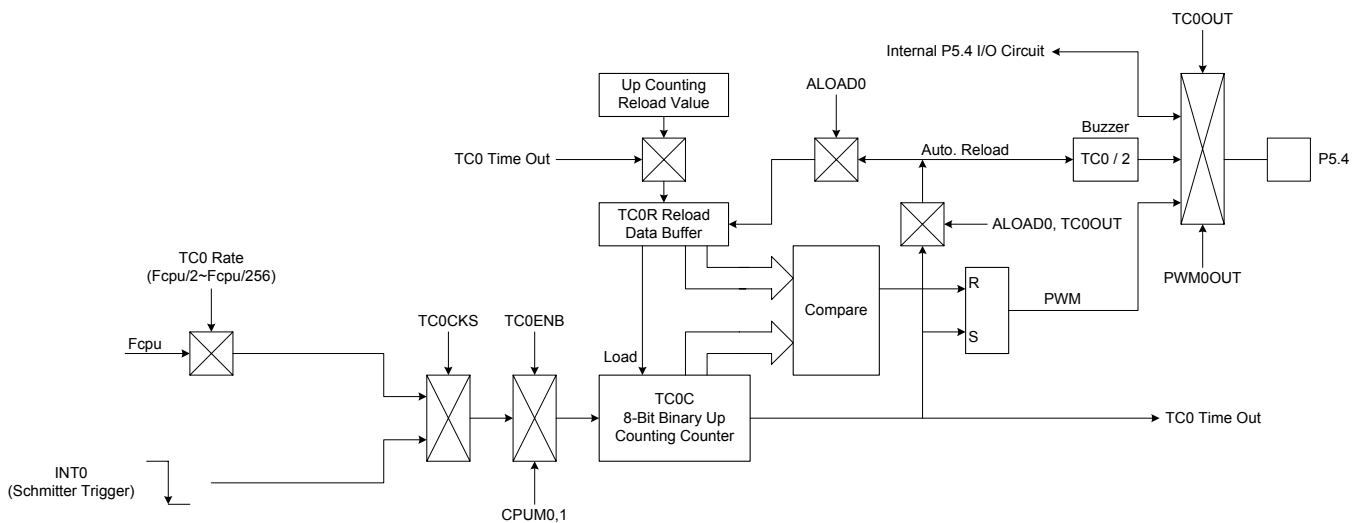 TC0OUT
Internal P5.4 I/O Circuit
Up Counting
Reload Value
ALOAD0
Buzzer
TC0 Time Out
Auto. Reload
TC0 / 2
P5.4
TC0R Reload
Data Buffer
ALOAD0, TC0OUT
TC0 Rate
(Fcpu/2~Fcpu/256)
PWM0OUT
R
Compare
PWM
S
TC0CKS
TC0ENB
Fcpu
Load
TC0C
8-Bit Binary Up
Counting Counter
TC0 Time Out
INT0
(Schmitter Trigger)
CPUM0,1